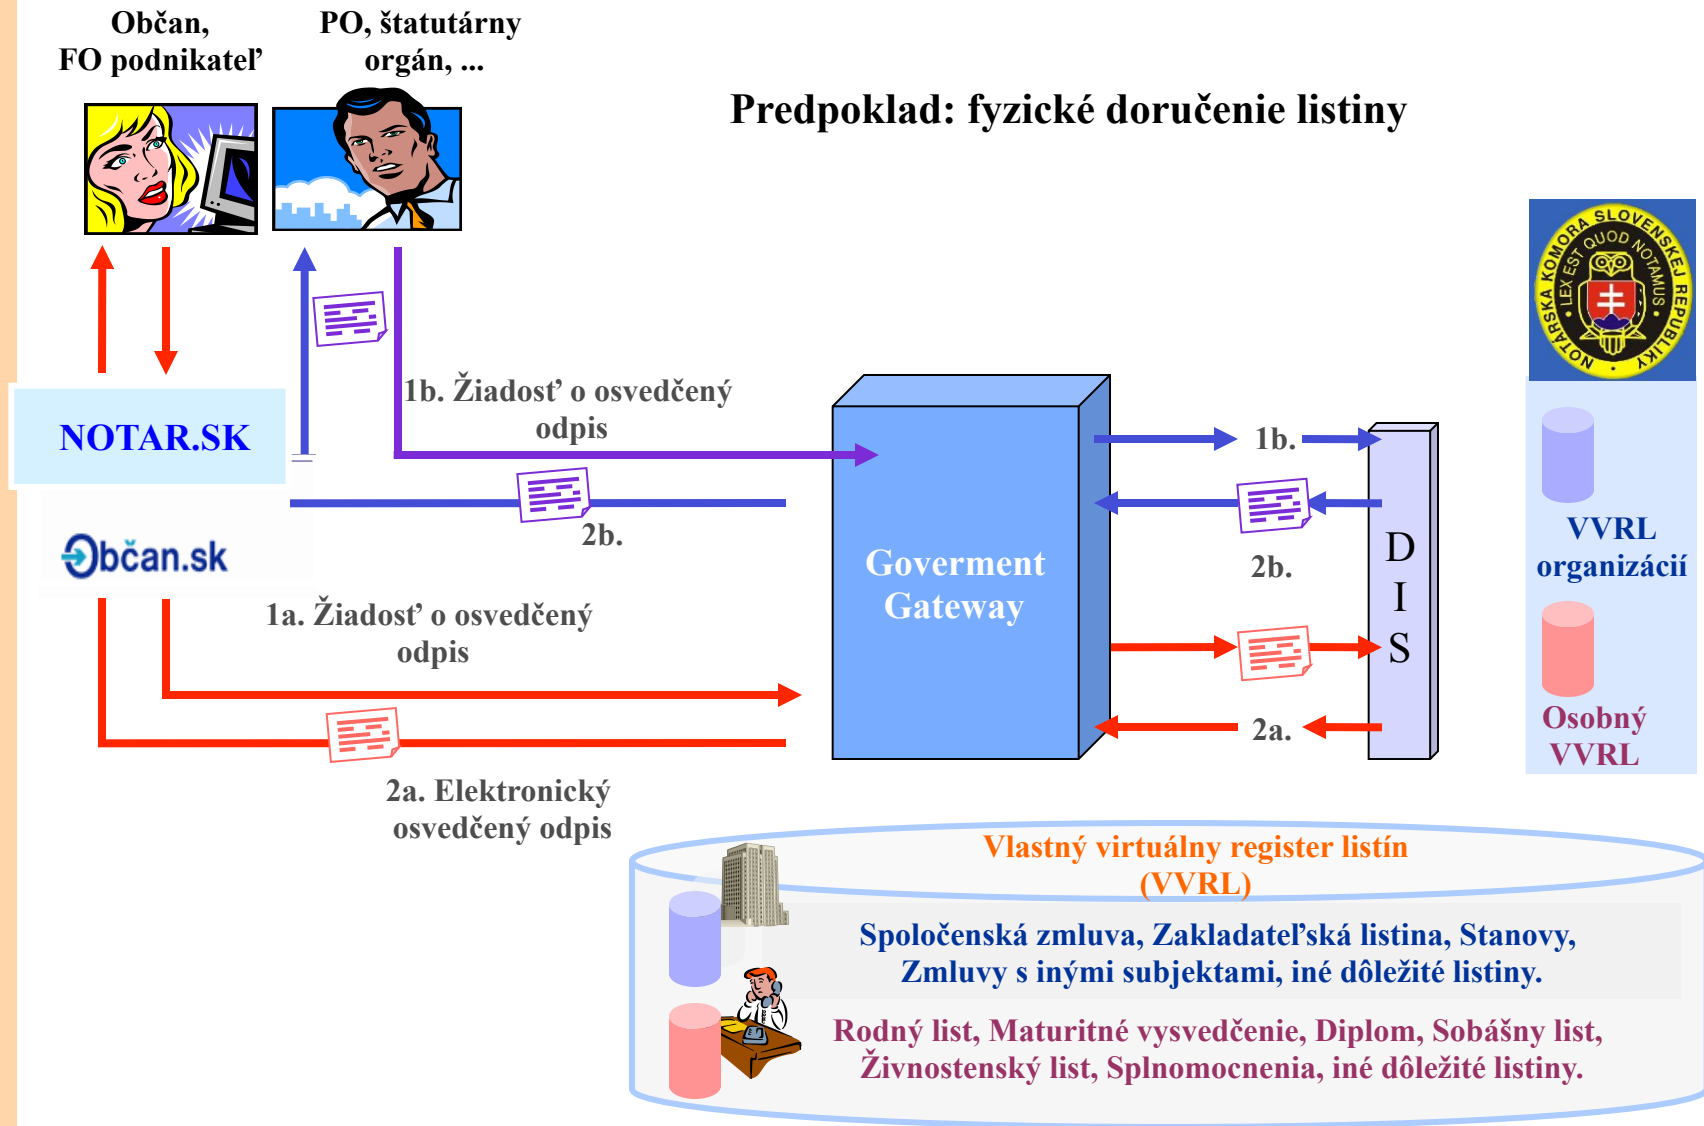 Občan,
FO podnikateľ
PO, štatutárny
orgán, ...
Predpoklad: fyzické doručenie listiny
NOTÁRSKA KOMORA SLOVENSKEJ REPUBLIKY
LEX EST QUOD NOTAMUS
NOTAR.SK
1b. Žiadosť o osvedčený
odpis
2b.
Občan.sk
1a. Žiadosť o osvedčený
odpis
2a. Elektronický
osvedčený odpis
Goverment
Gateway
1b.
2b.
2a.
D
I
S
VVRL
organizácií
Osobný
VVRL
Vlastný virtuálny register listín
(VVRL)
Spoločenská zmluva, Zakladateľská listina, Stanovy,
Zmluvy s inými subjektami, iné dôležité listiny.
Rodný list, Maturitné vysvedčenie, Diplom, Sobášny list,
Živnostenský list, Splnomocnenia, iné dôležité listiny.